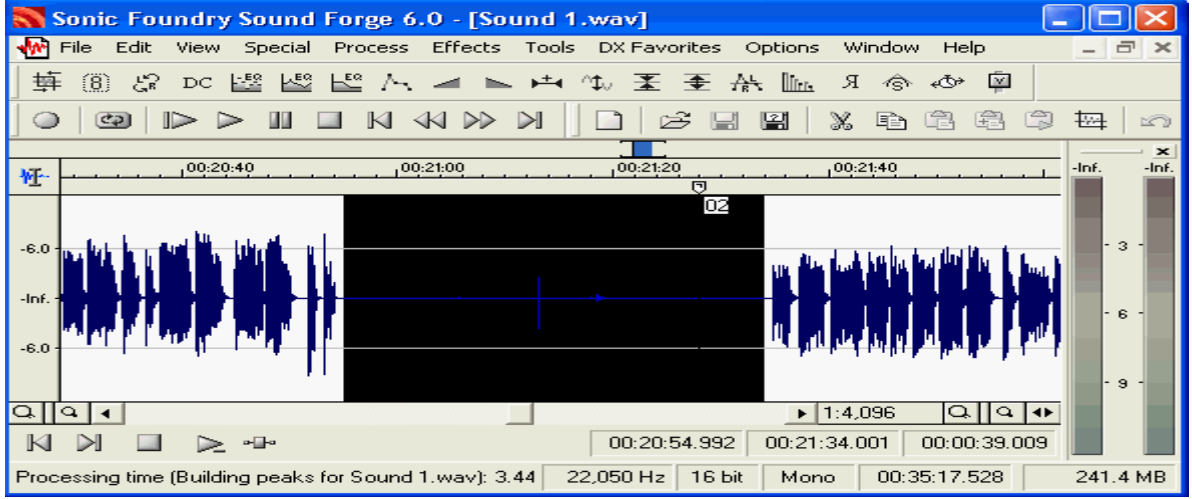 Sonic Foundry Sound Forge 6.0 - [Sound 1.wav]
File Edit View Special Process Effects Tools DX Favorites Options Window Help
DC EQ EQ EQ
00:20:40 00:21:00 00:21:20 00:21:40 -Inf. -Inf.
02
-6.0
-Inf.
-6.0
3
6
9
1:4,096
00:20:54.992 00:21:34.001 00:00:39.009
Processing time (Building peaks for Sound 1.wav): 3.44 22,050 Hz 16 bit Mono 00:35:17.528 241.4 MB